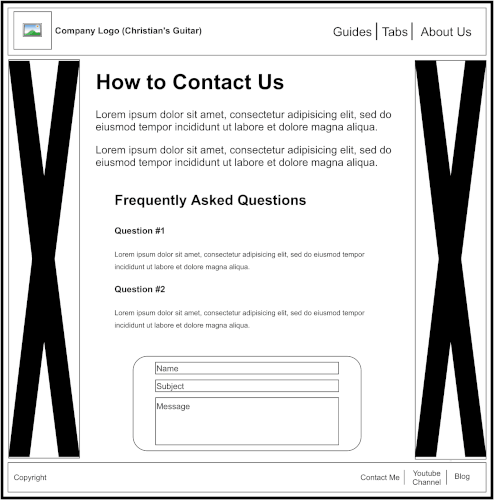 Company Logo (Christian's Guitar)
Guides
Tabs
About Us
How to Contact Us
Lorem ipsum dolor sit amet, consectetur adipisicing elit, sed do
eiusmod tempor incididunt ut labore et dolore magna aliqua.
Lorem ipsum dolor sit amet, consectetur adipisicing elit, sed do
eiusmod tempor incididunt ut labore et dolore magna aliqua.
Frequently Asked Questions
Question #1
Lorem ipsum dolor sit amet, consectetur adipisicing elit, sed do eiusmod tempor
incididunt ut labore et dolore magna aliqua.
Question #2
Lorem ipsum dolor sit amet, consectetur adipisicing elit, sed do eiusmod tempor
incididunt ut labore et dolore magna aliqua.
Name
Subject
Message
Copyright
Contact Me
Youtube
Channel
Blog